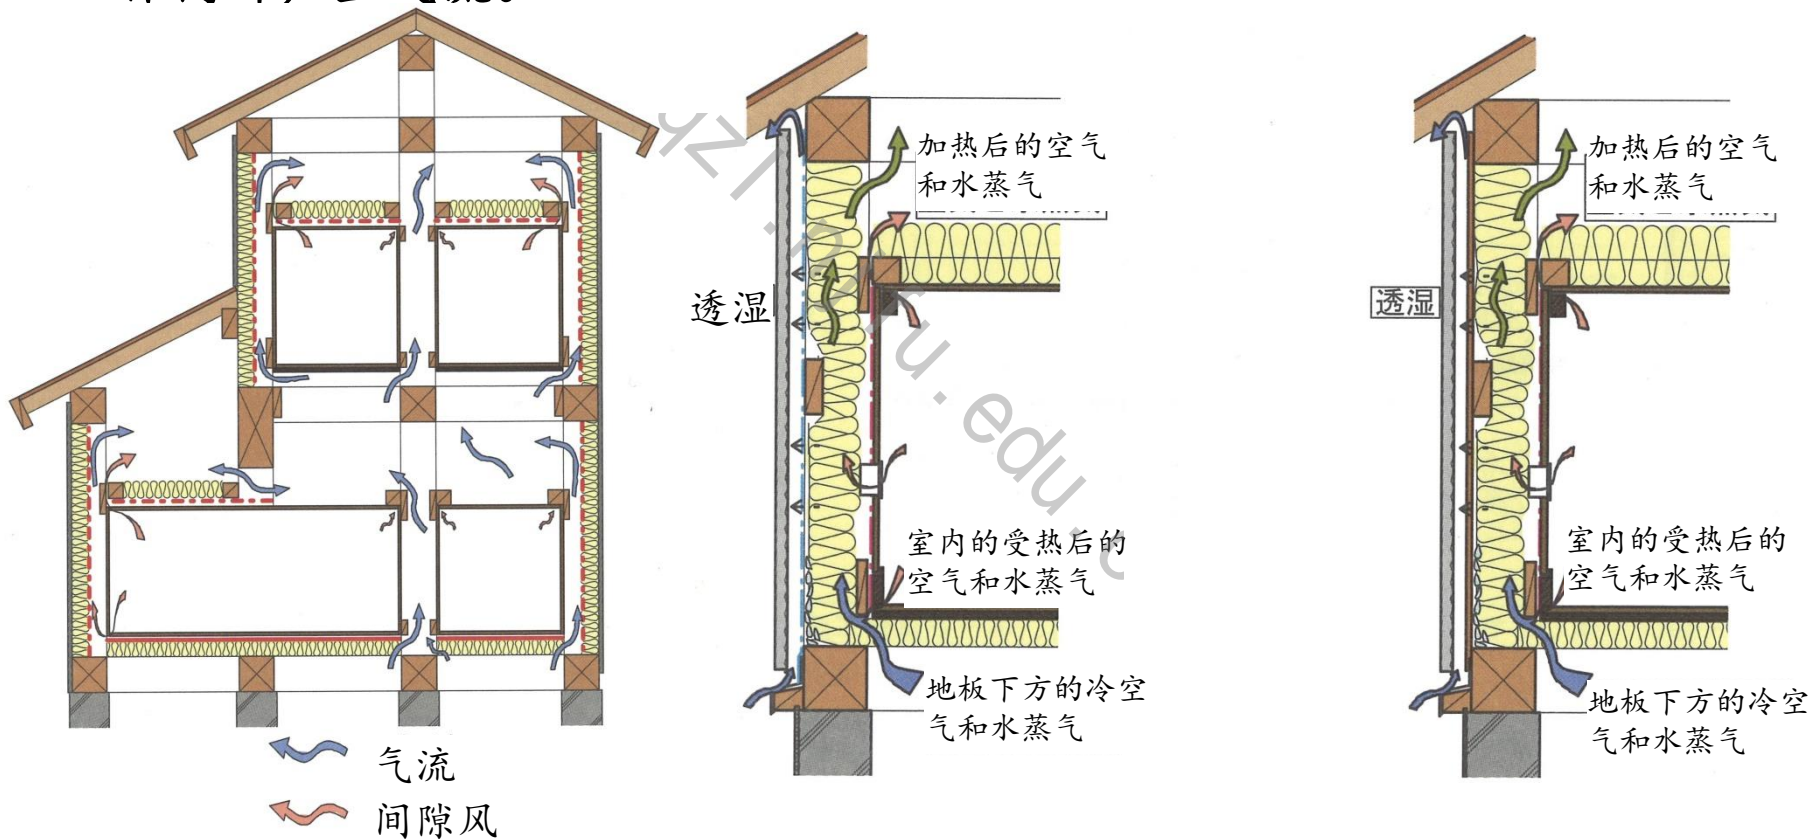 加热后的空气
和水蒸气
透湿
室内的受热后的
空气和水蒸气
地板下方的冷空
气和水蒸气
加热后的空气
和水蒸气
透湿
室内的受热后的
空气和水蒸气
地板下方的冷空
气和水蒸气
气流
间隙风